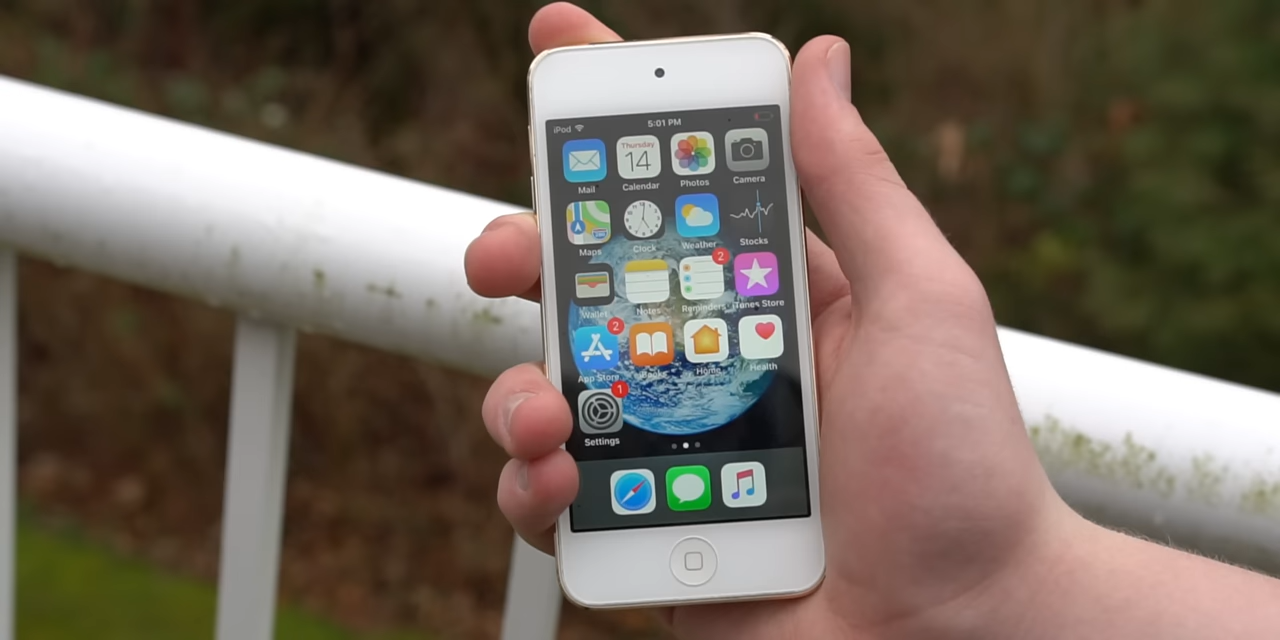 iPod 5:01 PM
Thursday
14
Mail Calendar Photos Camera
Maps Clock Weather Stocks
2
Wallet Notes Reminders iTunes Store
2
App Store Books Home Health
1
Settings